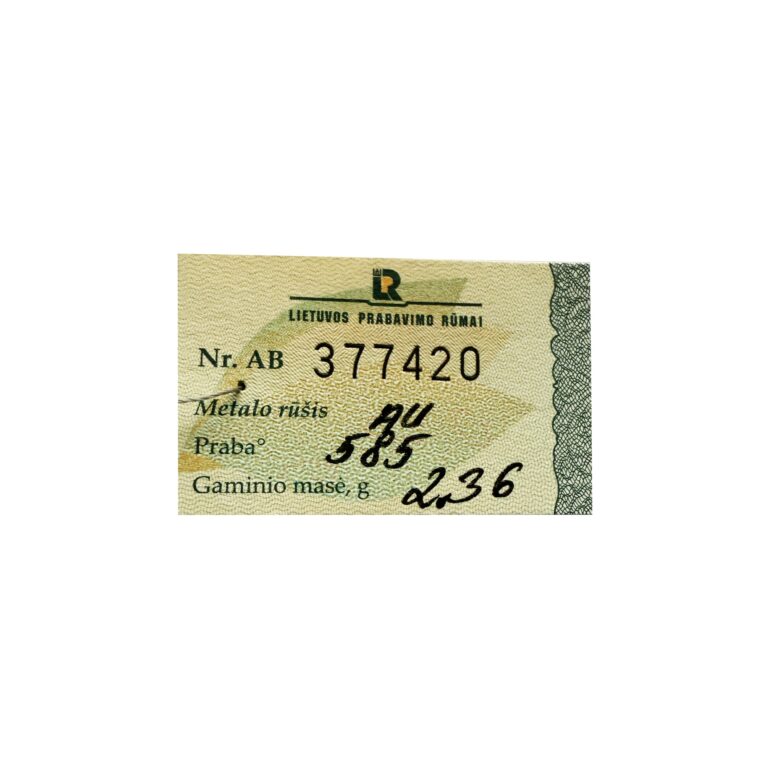 LR
LIETUVOS PRABAVIMO RŪMAI
Nr. AB 377420
Metalo rūšis AU
Praba° 585
Gaminio masė, g 2,36